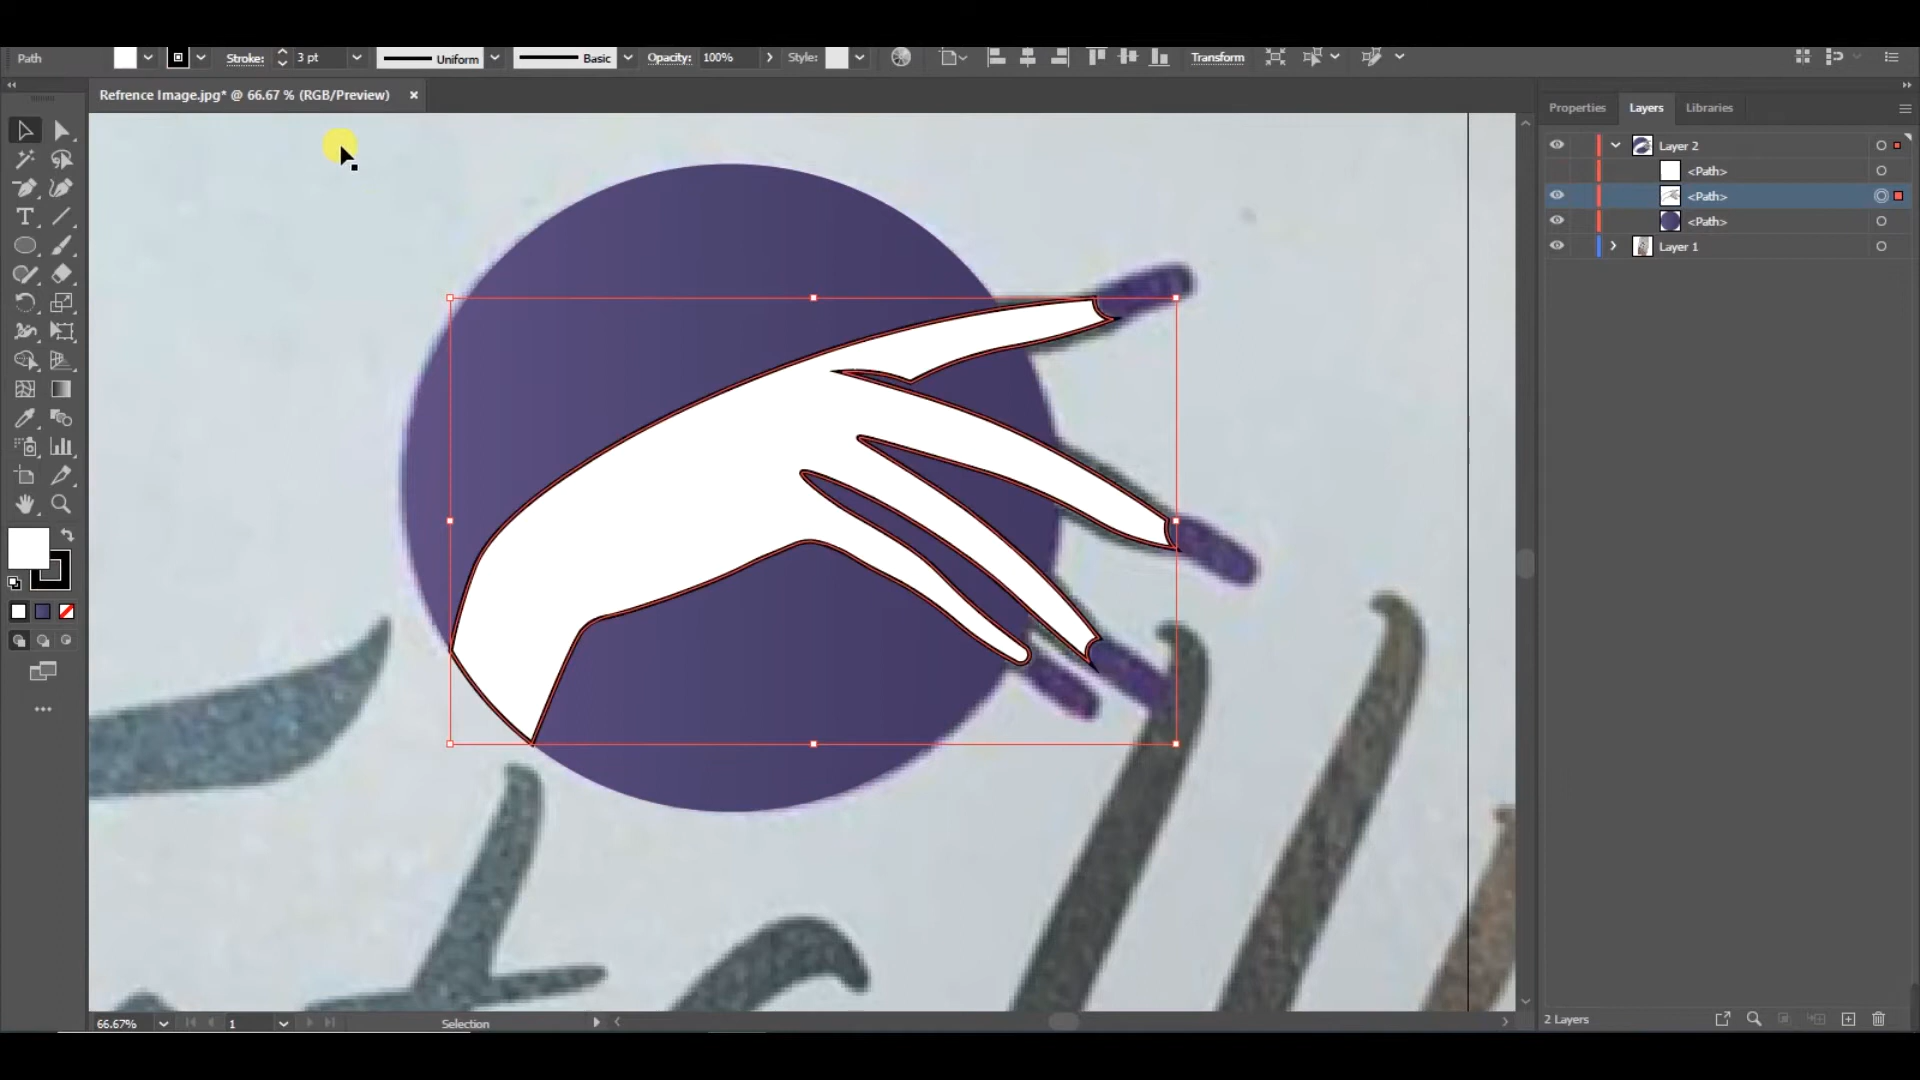 Path
Stroke:
3 pt
Uniform
Basic
Opacity:
100%
Style:
Transform
Refrence Image.jpg* @ 66.67 % (RGB/Preview)
Properties
Layers
Libraries
Layer 2
<Path>
<Path>
<Path>
Layer 1
66.67%
1
Selection
2 Layers